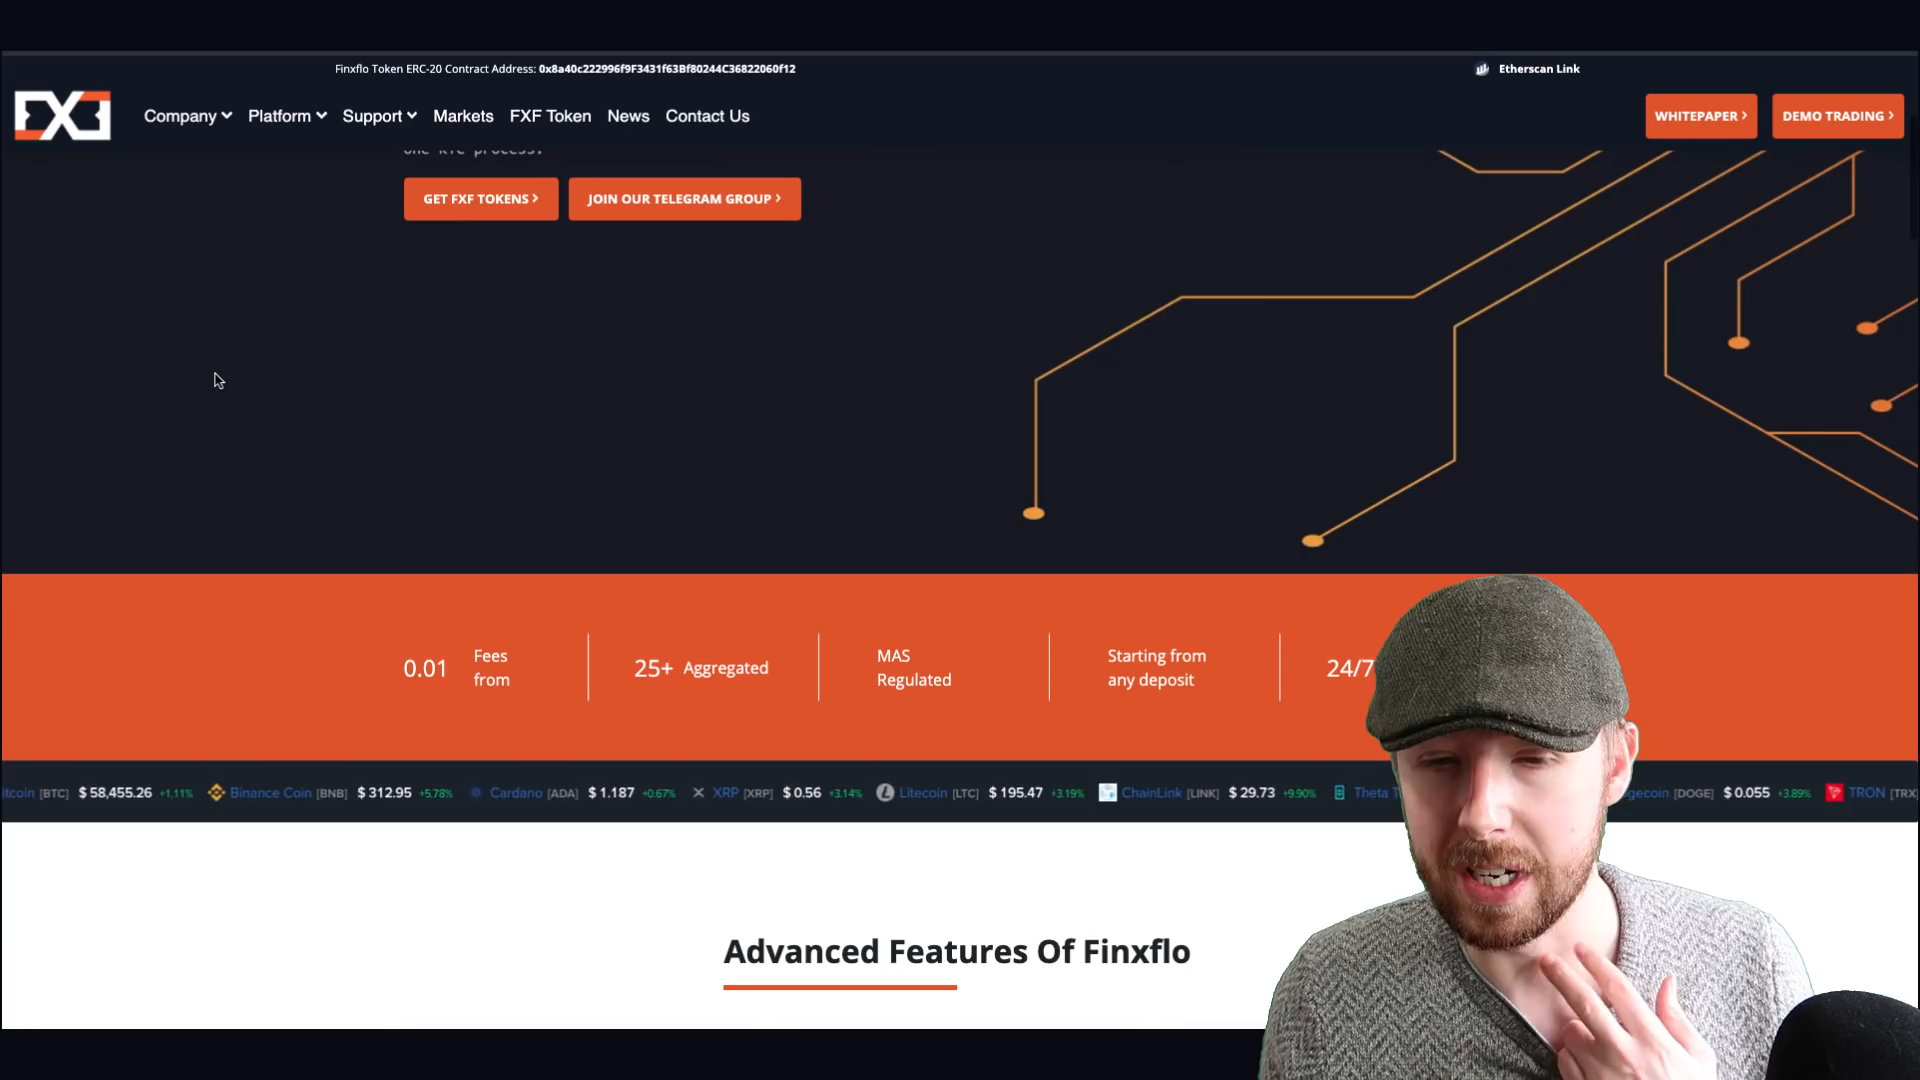 Finxflo Token ERC-20 Contract Address: 0x8a40c222996f9F3431f63Bf80244C36822060f12
Etherscan Link
FXF
Company Platform Support Markets FXF Token News Contact Us
WHITEPAPER >
DEMO TRADING >
one KYC process.
GET FXF TOKENS >
JOIN OUR TELEGRAM GROUP >
0.01 Fees from
25+ Aggregated
MAS Regulated
Starting from any deposit
24/7
[BTC] $ 58,455.26 +1.11% Binance Coin [BNB] $ 312.95 +5.78% Cardano [ADA] $ 1.187 +0.67% XRP [XRP] $ 0.56 +3.14% Litecoin [LTC] $ 195.47 +3.19% ChainLink [LINK] $ 29.73 +9.90% Theta [DOGE] $ 0.055 +3.89% TRON [TRX
Advanced Features Of Finxflo